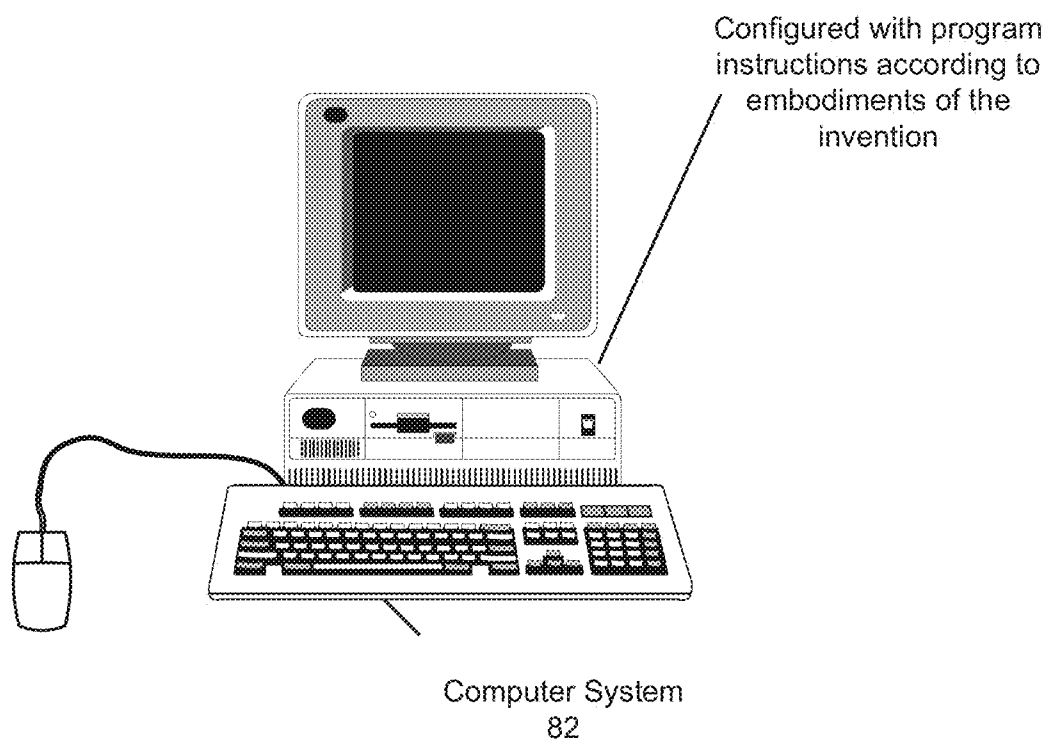 Configured with program
instructions according to
embodiments of the
invention
Computer System
82